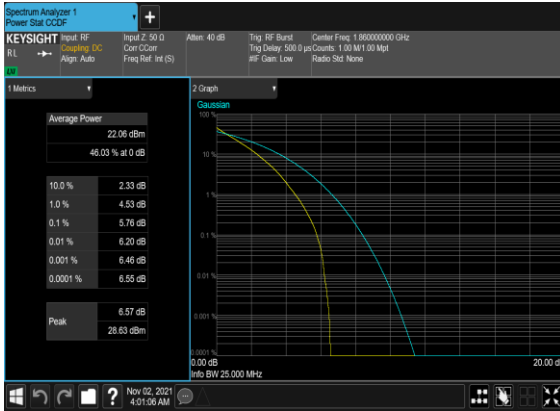 Spectrum Analyzer 1
Power Stat CCDF
+
KEYSIGHT Input: RF Input Z: 50 Ω Atten: 40 dB Trig: RF Burst Center Freq: 1.860000000 GHz
RL Coupling: DC Corr CCorr Trig Delay: 500.0 µs Counts: 1.00 M/1.00 Mpt
Align: Auto Freq Ref: Int (S) #IF Gain: Low Radio Std: None
1 Metrics
2 Graph
Gaussian
Average Power
22.06 dBm
46.03 % at 0 dB
10.0 % 2.33 dB
1.0 % 4.53 dB
0.1 % 5.76 dB
0.01 % 6.20 dB
0.001 % 6.46 dB
0.0001 % 6.55 dB
Peak 6.57 dB
28.63 dBm
100 %
10 %
1 %
0.1 %
0.01 %
0.001 %
0.0001 %
0.00 dB 20.00 d
Info BW 25.000 MHz
? Nov 02, 2021
4:01:06 AM